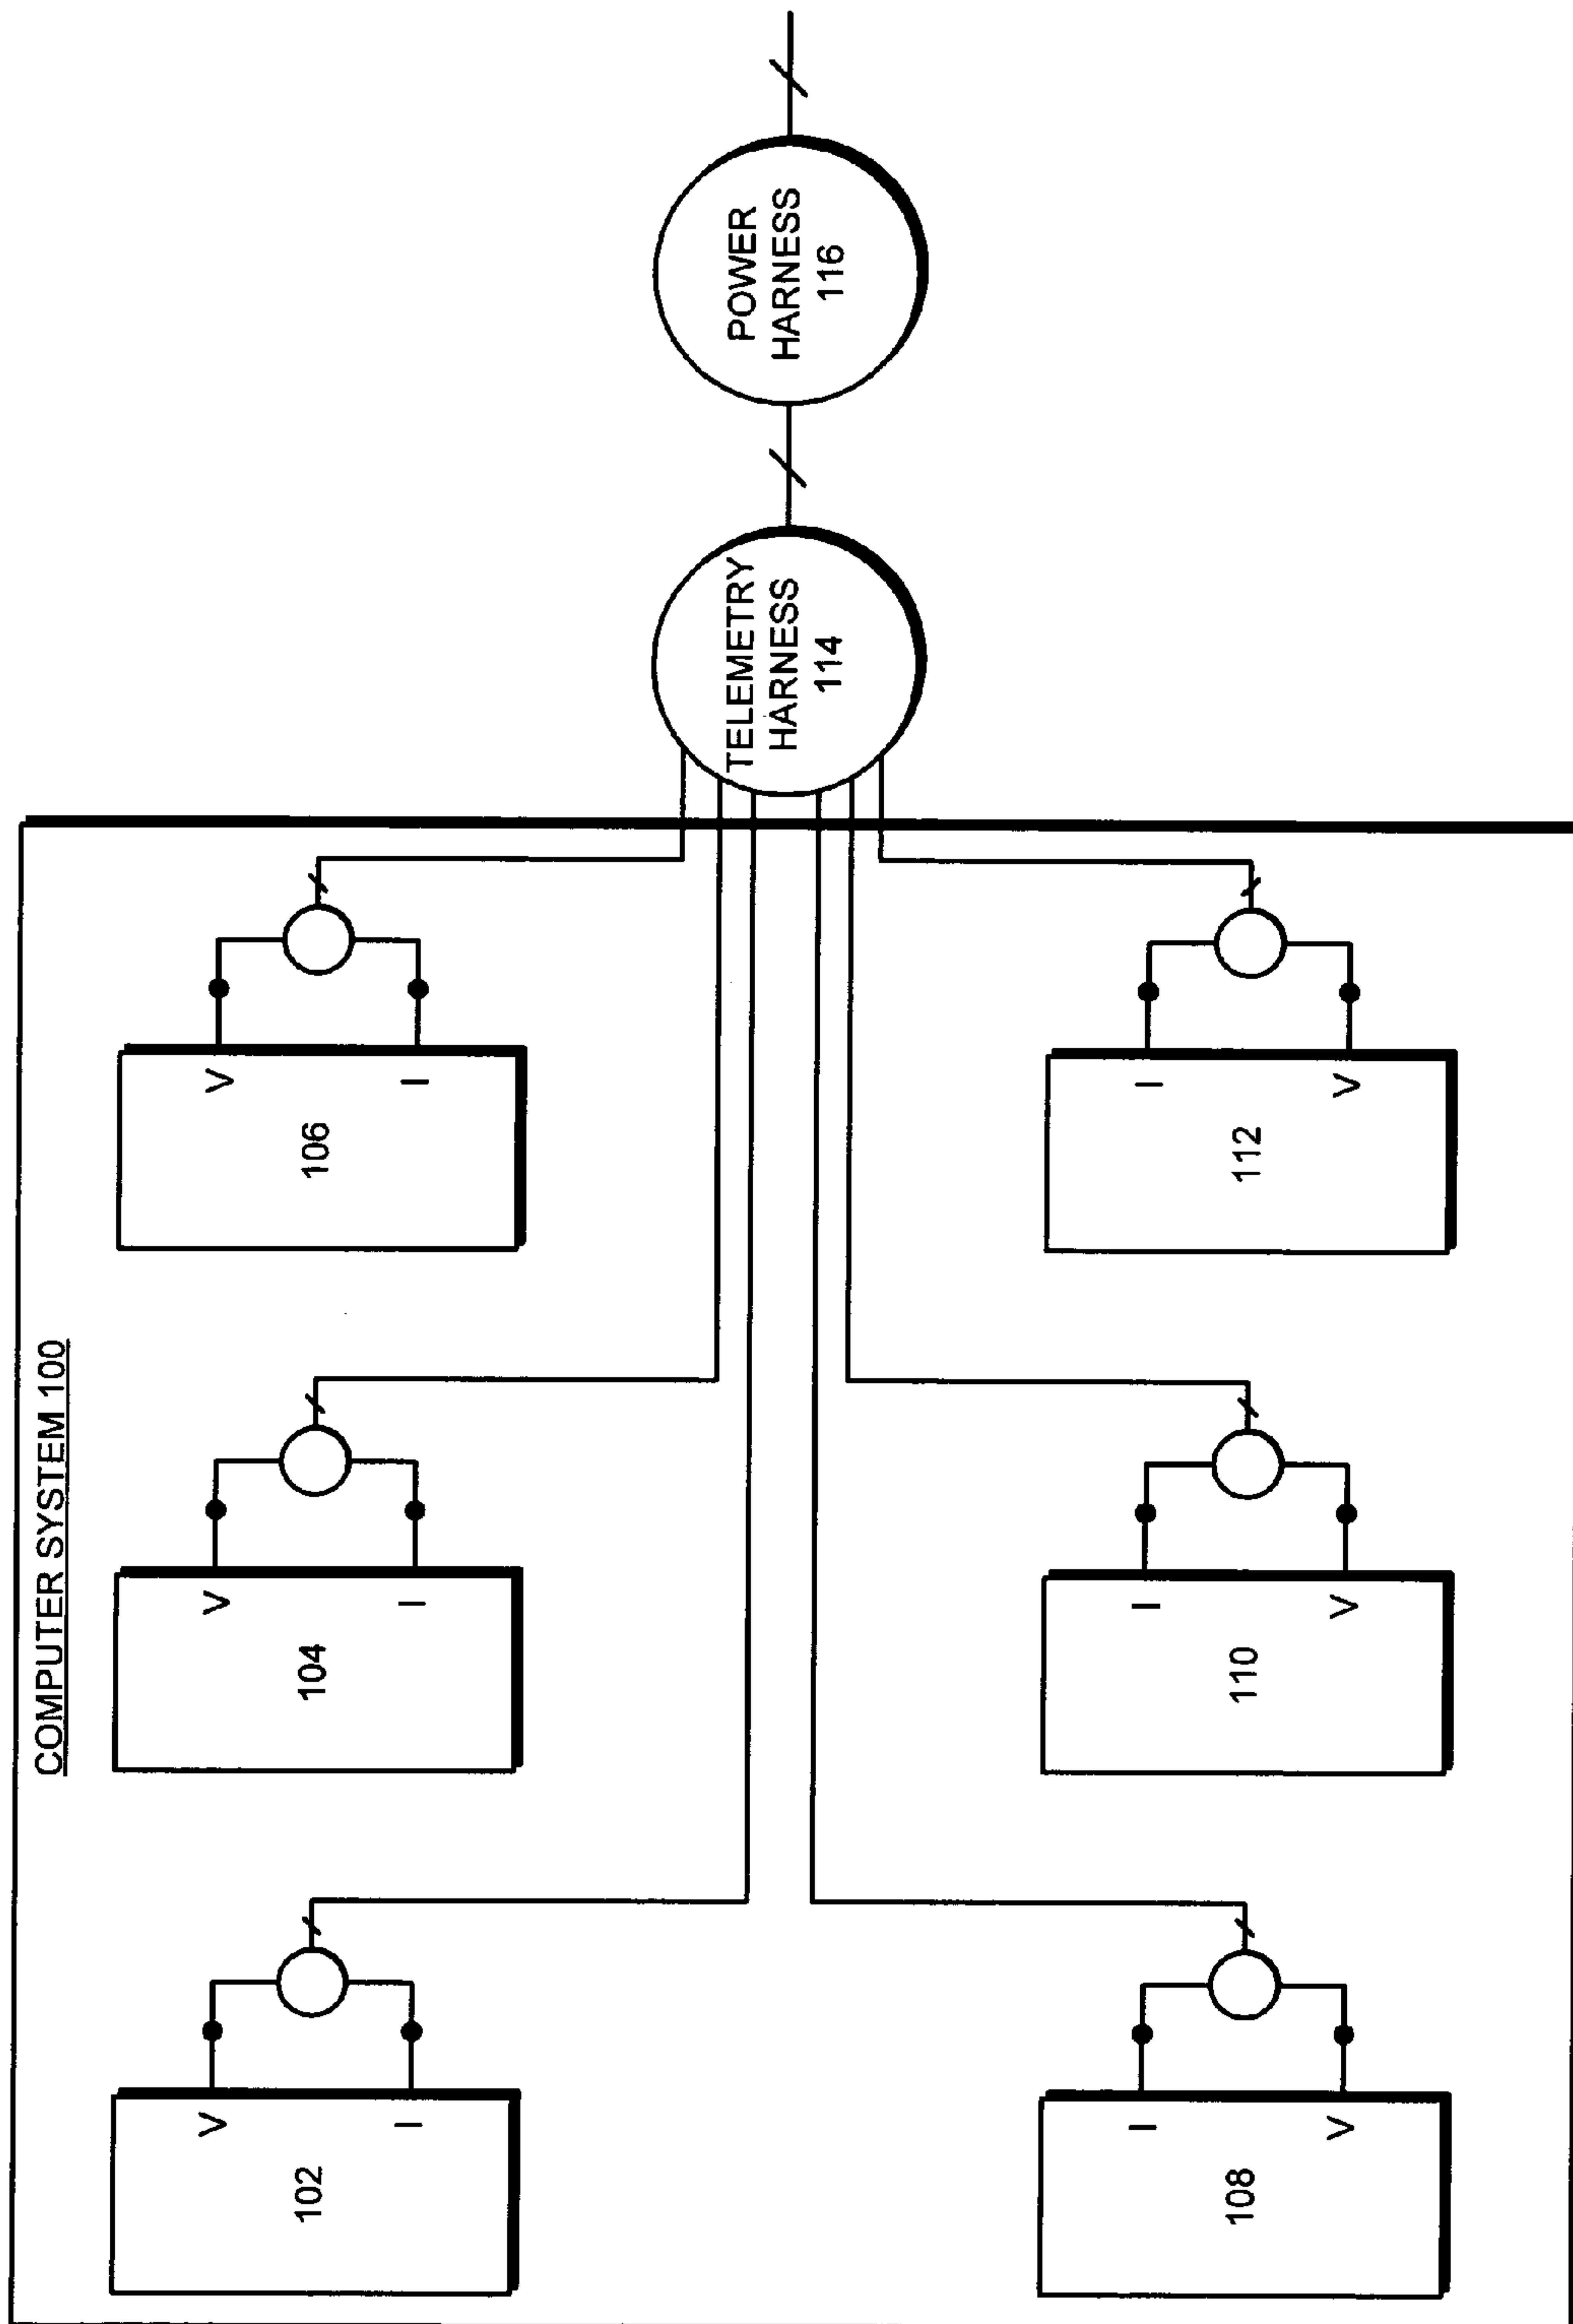 COMPUTER SYSTEM 100
102
V
I
104
V
I
106
V
I
108
I
V
110
I
V
112
I
V
TELEMETRY
HARNESS
114
POWER
HARNESS
116